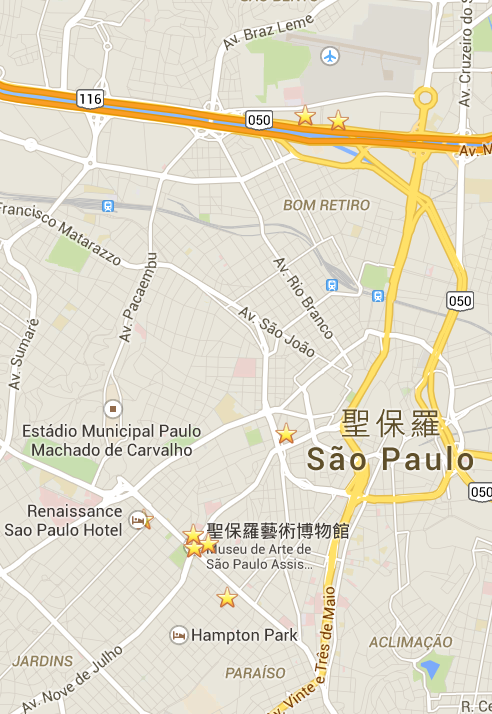 Av. Braz Leme
Av. Cruzeiro do S
116
050
Av. M
BOM RETIRO
Francisco Matarazzo
Av. Pacaembu
Av. Rio Branco
050
Av. São João
Av. Sumaré
聖保羅
São Paulo
Estádio Municipal Paulo
Machado de Carvalho
050
Renaissance
Sao Paulo Hotel
聖保羅藝術博物館
Museu de Arte de
São Paulo Assis...
Hampton Park
Av. Vinte e Três de Maio
ACLIMAÇÃO
JARDINS
PARAÍSO
Av. Nove de Julho
R. Ce